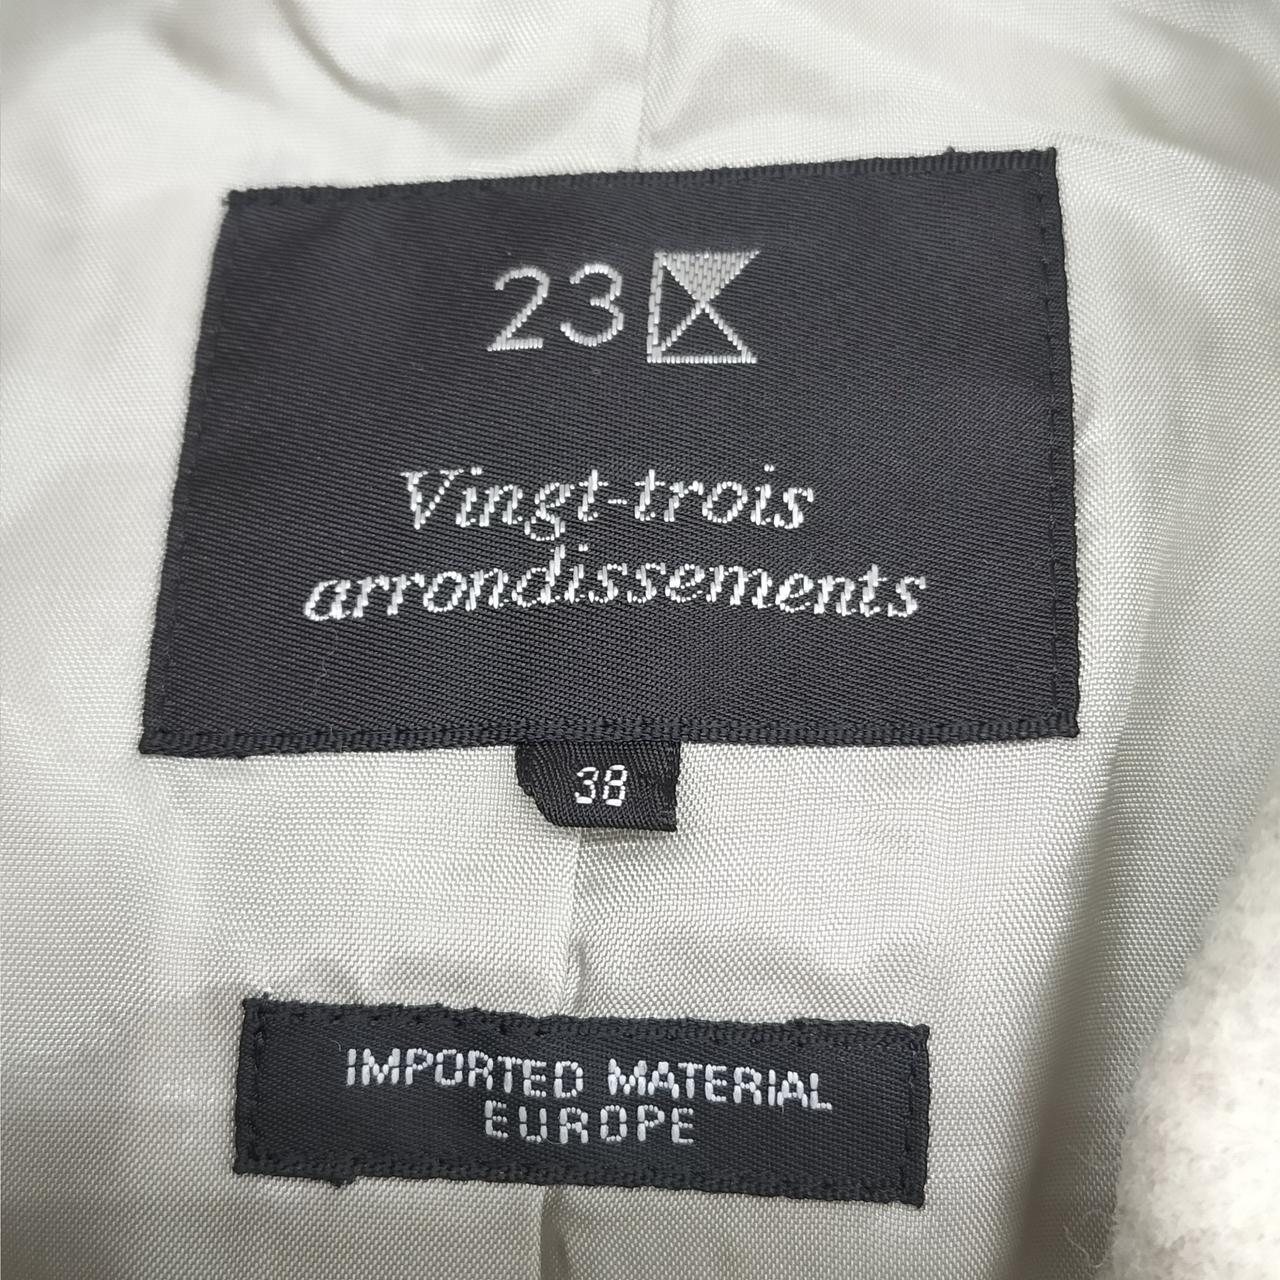 23
Vingt-trois
arrondissements
38
IMPORTED MATERIAL
EUROPE